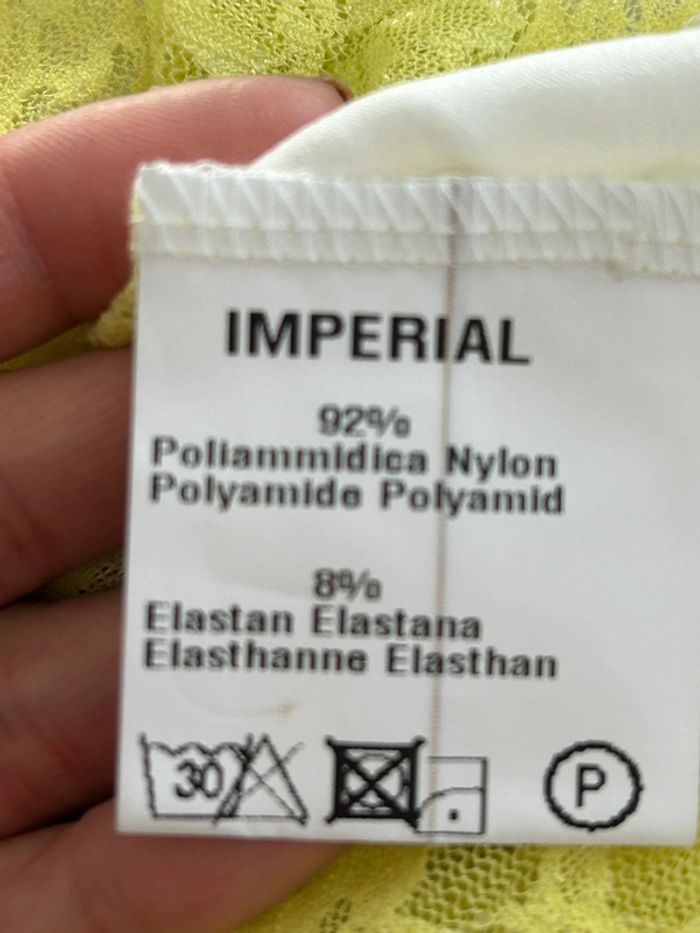 IMPERIAL
92%
Poliammidica Nylon
Polyamide Polyamid
8%
Elastan Elastana
Elasthanne Elasthan
30
P